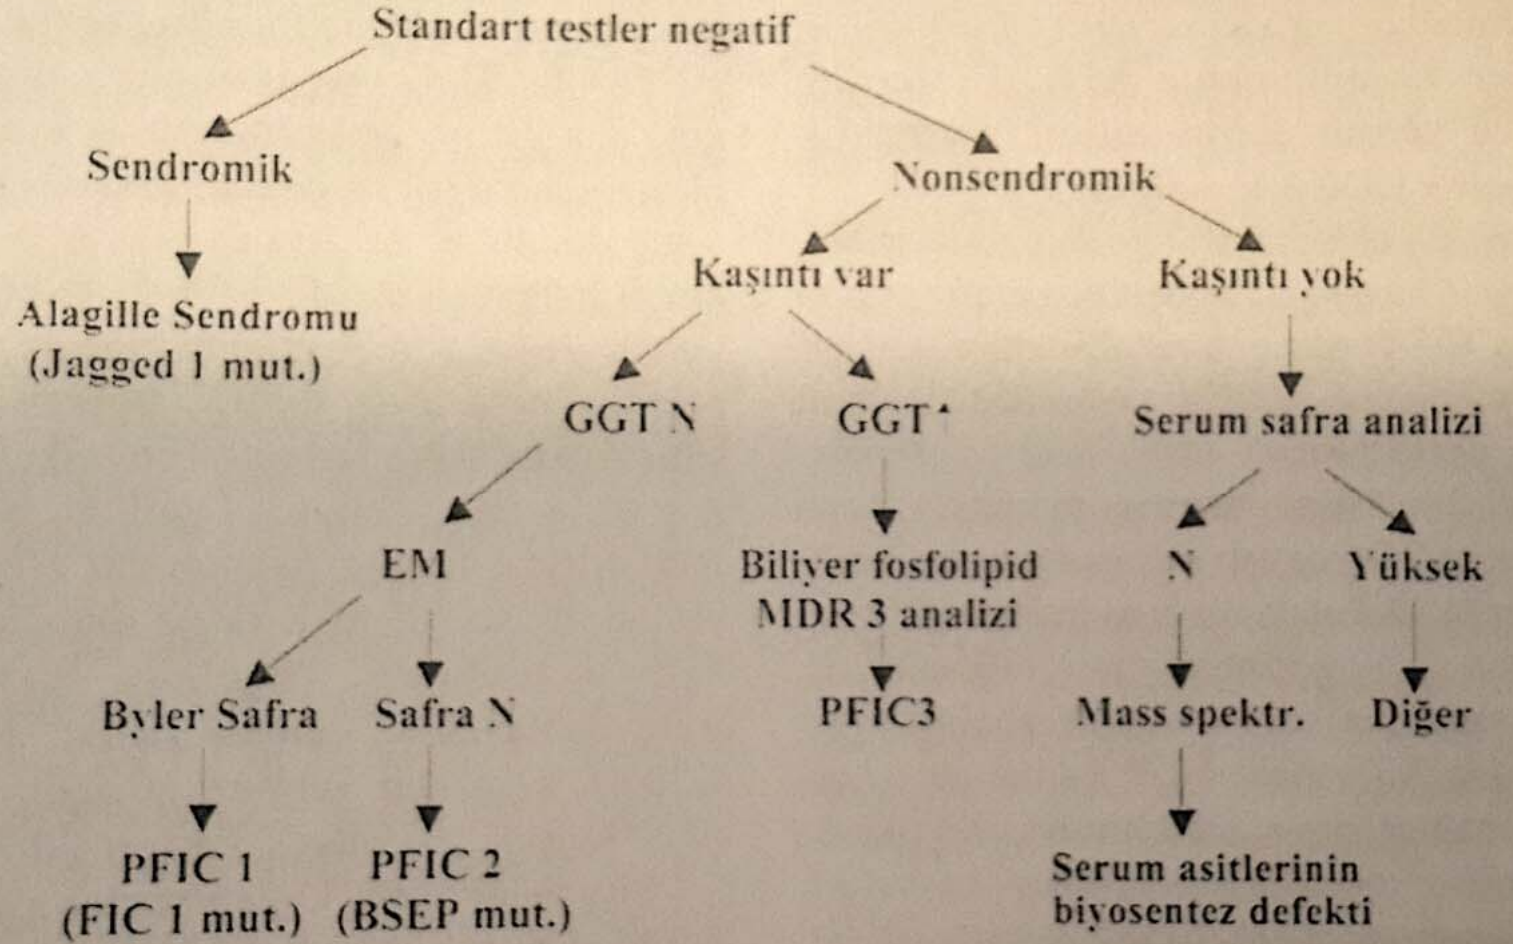 Standart testler negatif
Sendromik
Nonsendromik
Kaşıntı var
Kaşıntı yok
Alagille Sendromu
(Jagged 1 mut.)
GGT N
GGT▲
Serum safra analizi
EM
Biliyer fosfolipid
MDR 3 analizi
N
Yüksek
Byler Safra
Safra N
PFIC3
Mass spektr.
Diğer
PFIC 1
(FIC 1 mut.)
PFIC 2
(BSEP mut.)
Serum asitlerinin
biyosentez defekti